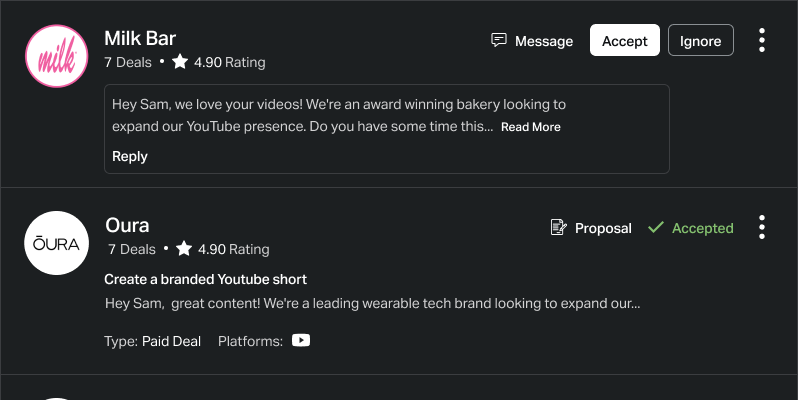 milk
Milk Bar
Message
Accept
Ignore
7 Deals • 4.90 Rating
Hey Sam, we love your videos! We're an award winning bakery looking to
expand our YouTube presence. Do you have some time this... Read More
Reply
ŌURA
Oura
Proposal
Accepted
7 Deals • 4.90 Rating
Create a branded Youtube short
Hey Sam, great content! We're a leading wearable tech brand looking to expand our...
Type: Paid Deal Platforms: